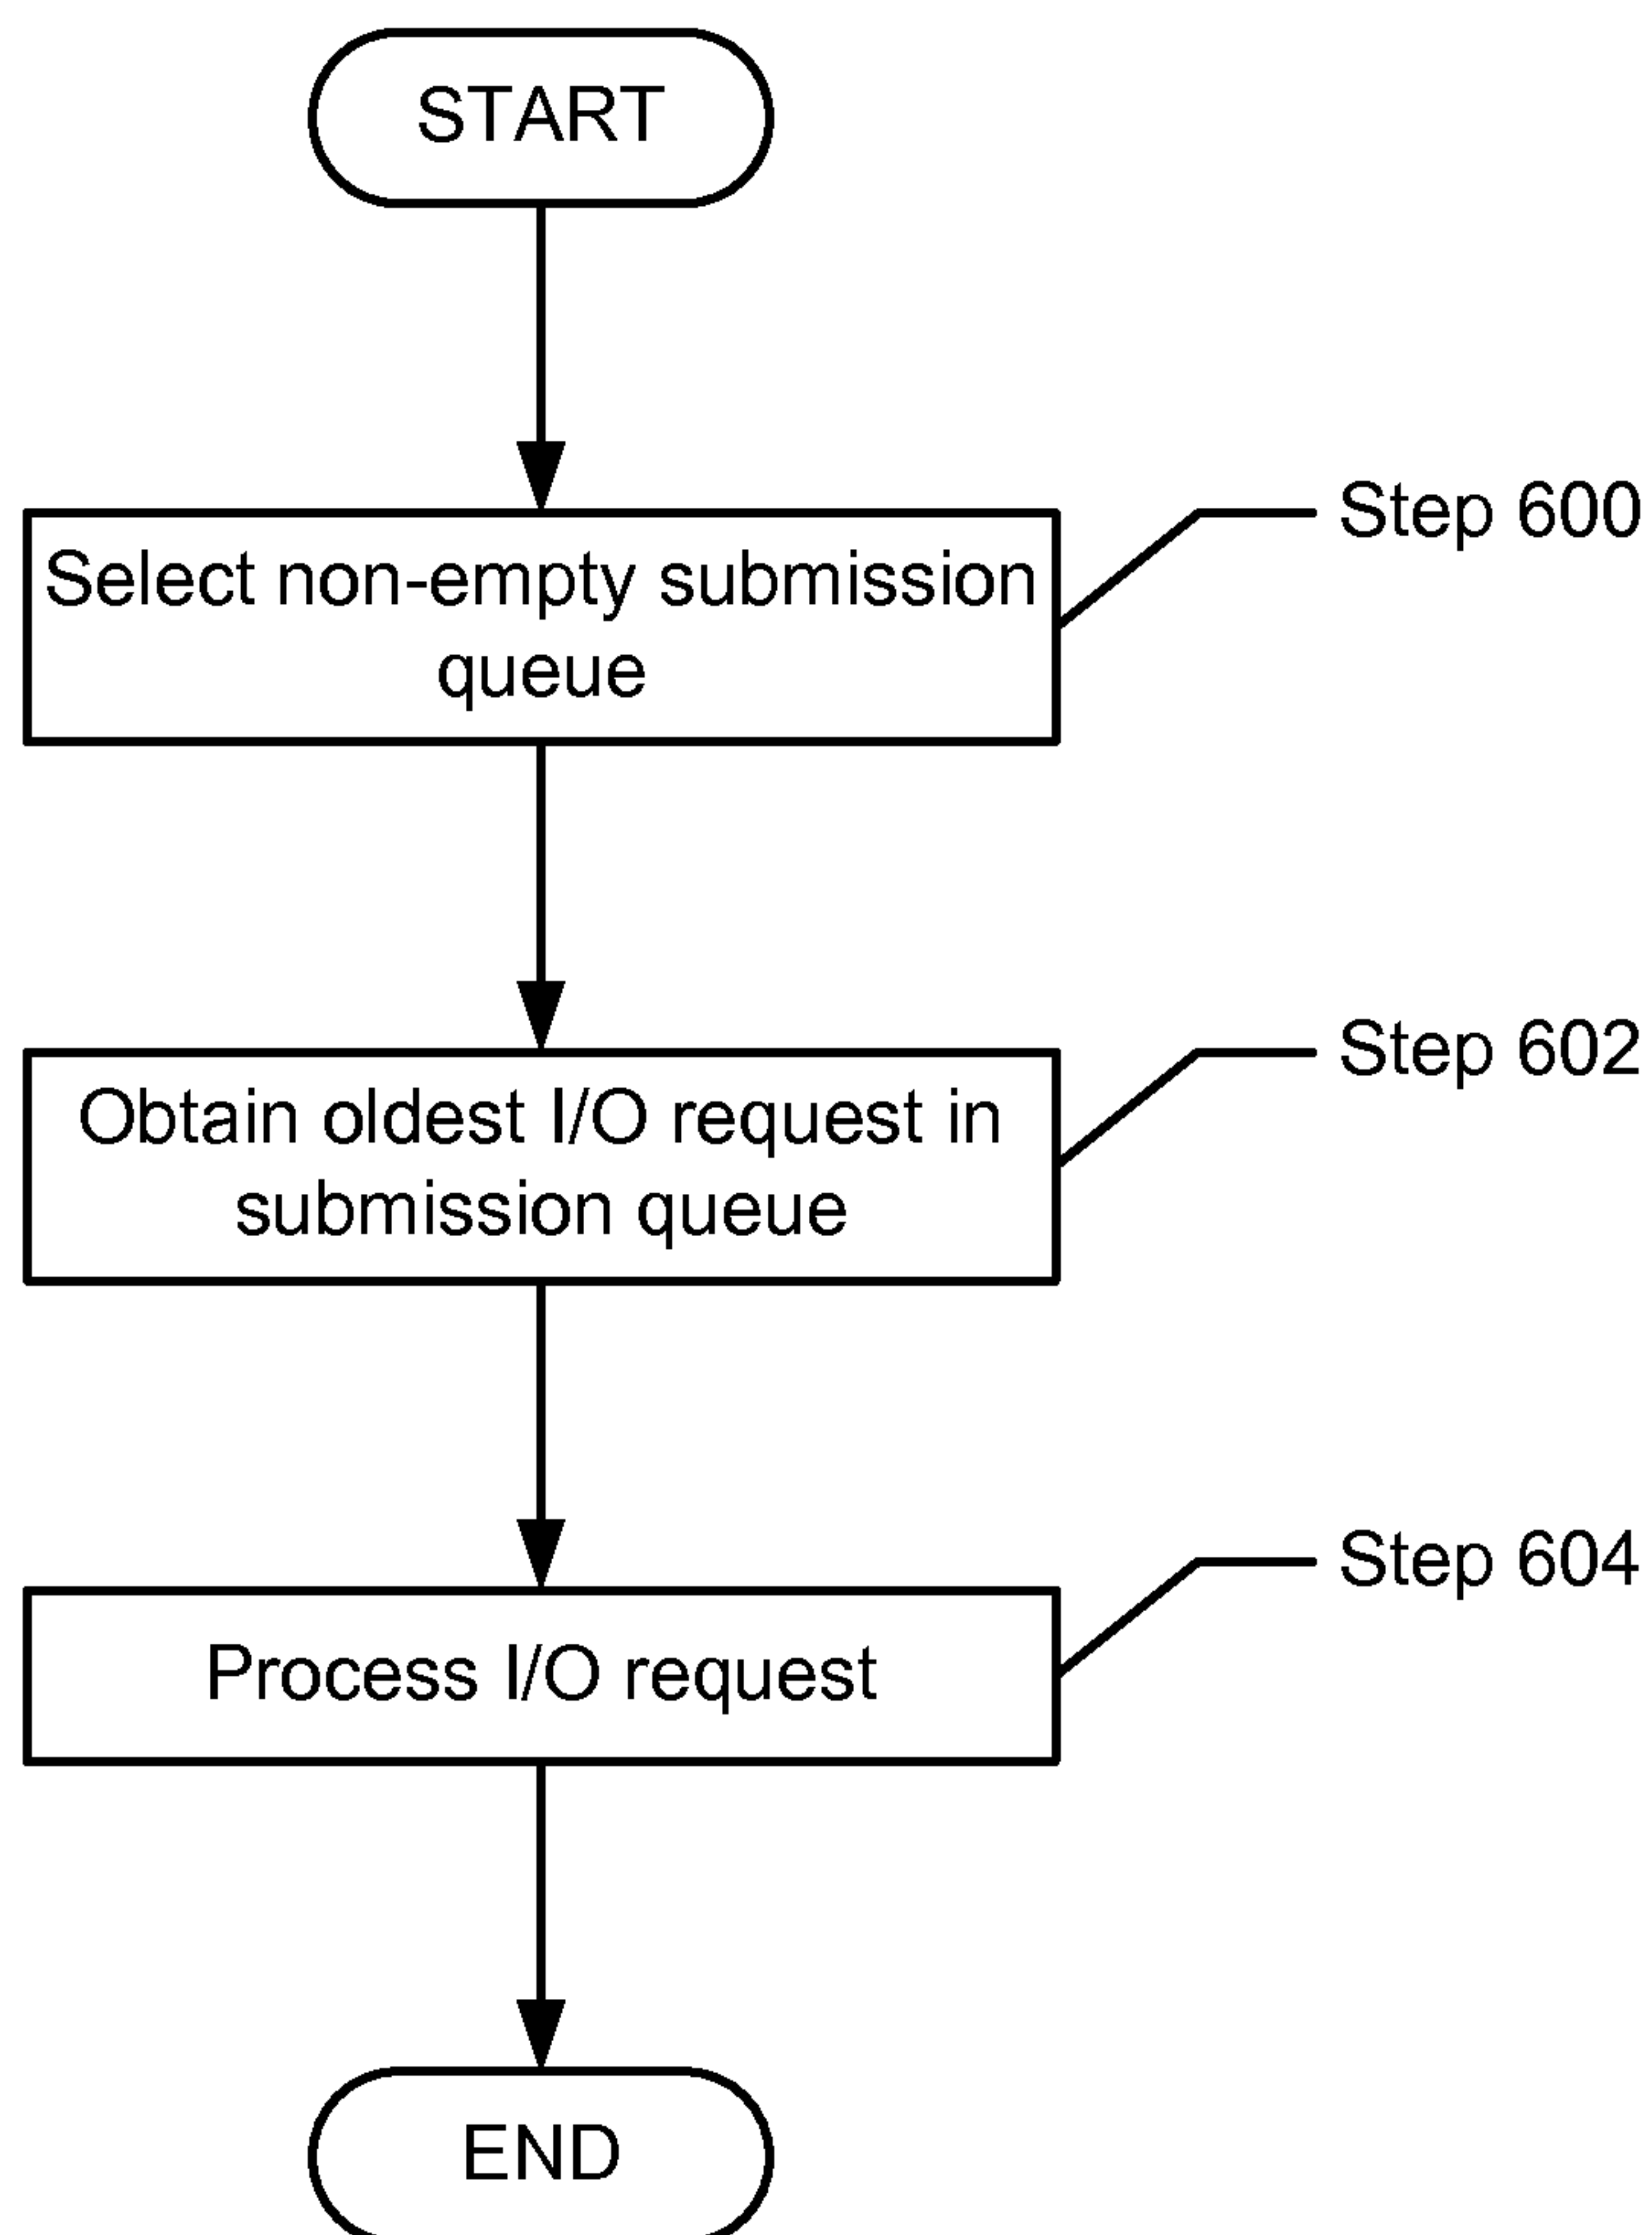 START
Step 600
Select non-empty submission
queue
Step 602
Obtain oldest I/O request in
submission queue
Step 604
Process I/O request
END